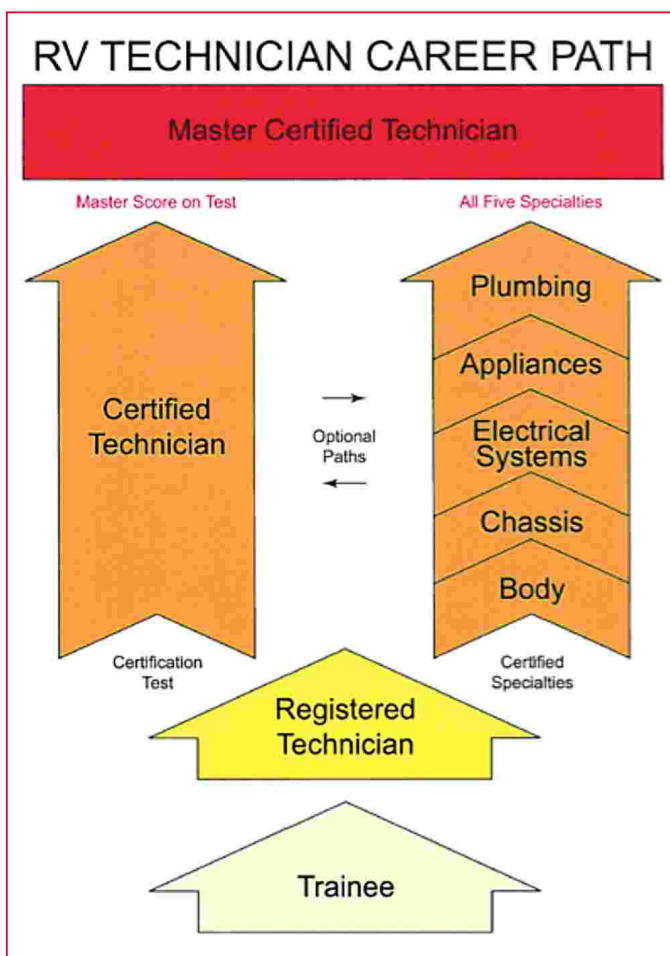 RV TECHNICIAN CAREER PATH
Master Certified Technician
Master Score on Test
All Five Specialties
Certified
Technician
Optional
Paths
Plumbing
Appliances
Electrical
Systems
Chassis
Body
Certification
Test
Certified
Specialties
Registered
Technician
Trainee